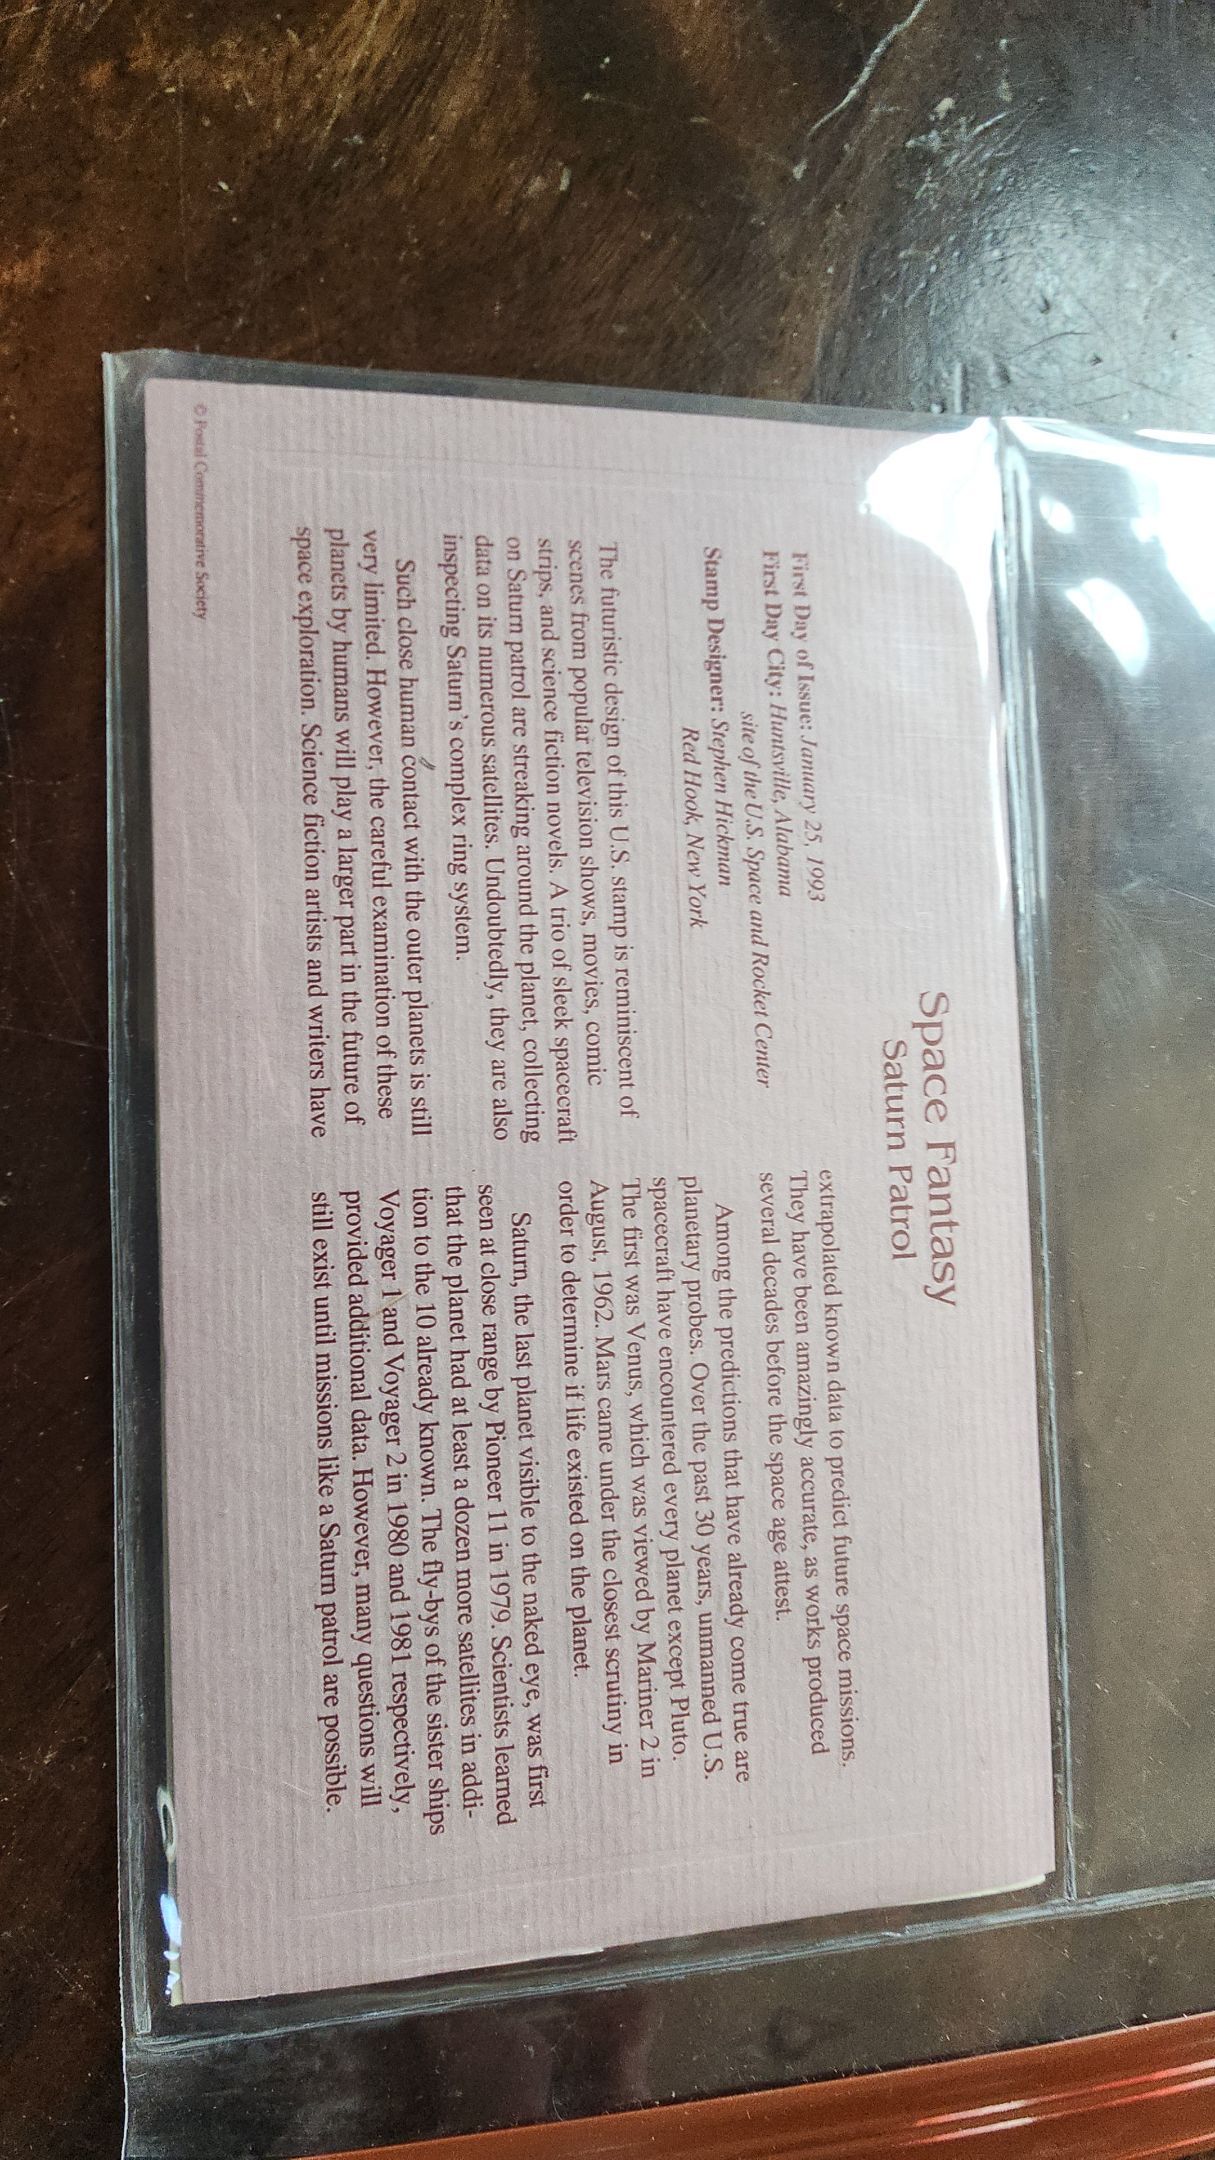 Space Fantasy
Saturn Patrol
First Day of Issue: January 25, 1993
First Day City: Huntsville, Alabama
site of the U.S. Space and Rocket Center
Stamp Designer: Stephen Hickman
Red Hook, New York
The futuristic design of this U.S. stamp is reminiscent of
scenes from popular television shows, movies, comic
strips, and science fiction novels. A trio of sleek spacecraft
on Saturn patrol are streaking around the planet, collecting
data on its numerous satellites. Undoubtedly, they are also
inspecting Saturn's complex ring system.
Such close human contact with the outer planets is still
very limited. However, the careful examination of these
planets by humans will play a larger part in the future of
space exploration. Science fiction artists and writers have
extrapolated known data to predict future space missions.
They have been amazingly accurate, as works produced
several decades before the space age attest.
Among the predictions that have already come true are
planetary probes. Over the past 30 years, unmanned U.S.
spacecraft have encountered every planet except Pluto.
The first was Venus, which was viewed by Mariner 2 in
August, 1962. Mars came under the closest scrutiny in
order to determine if life existed on the planet.
Saturn, the last planet visible to the naked eye, was first
seen at close range by Pioneer 11 in 1979. Scientists learned
that the planet had at least a dozen more satellites in addi-
tion to the 10 already known. The fly-bys of the sister ships
Voyager 1 and Voyager 2 in 1980 and 1981 respectively,
provided additional data. However, many questions will
still exist until missions like a Saturn patrol are possible.
© Postal Commemorative Society